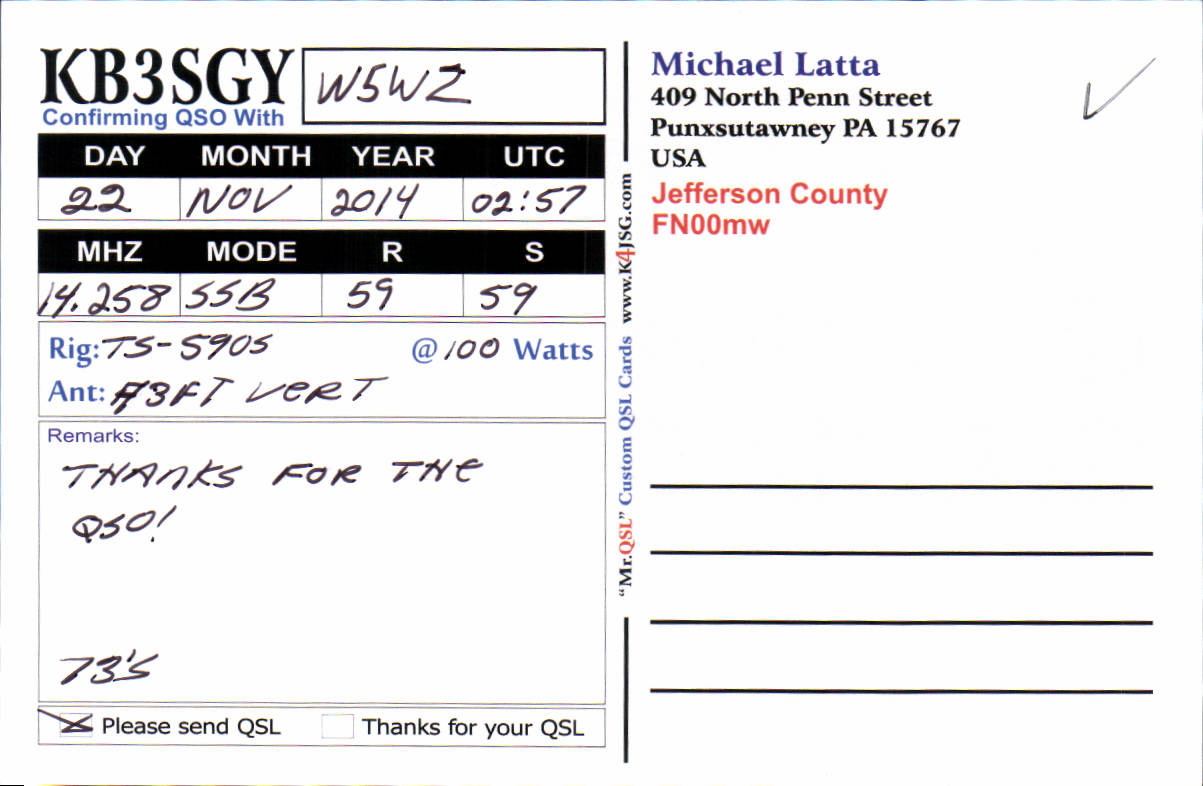 KB3SGY W5WZ
Confirming QSO With
DAY MONTH YEAR UTC
22 NOV 2014 02:57
MHZ MODE R S
14.258 SSB 59 59
Rig: TS-590S @ 100 Watts
Ant: 73FT VERT
Remarks:
THANKS FOR THE
QSO!
73'S
Please send QSL Thanks for your QSL
"Mr.QSL" Custom QSL Cards www.K4JSG.com
Michael Latta
409 North Penn Street
Punxsutawney PA 15767
USA
Jefferson County
FN00mw